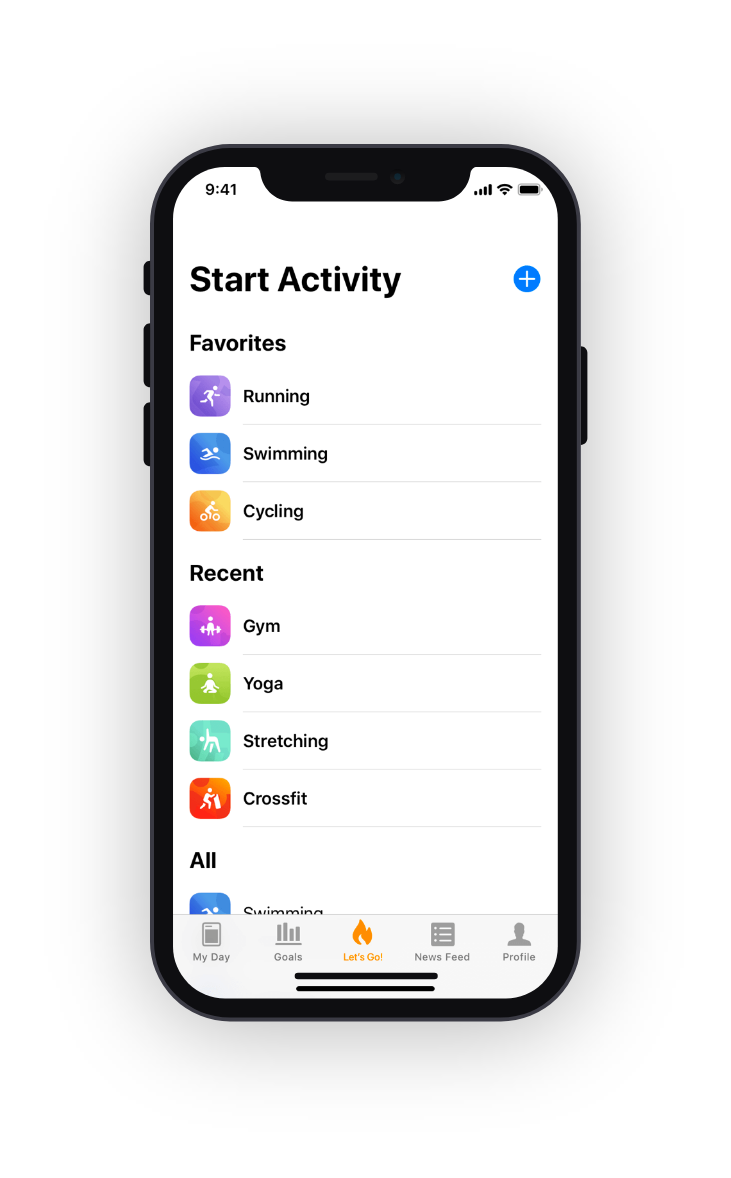 9:41
Start Activity
Favorites
Running
Swimming
Cycling
Recent
Gym
Yoga
Stretching
Crossfit
All
Swimming
My Day
Goals
Let's Go!
News Feed
Profile